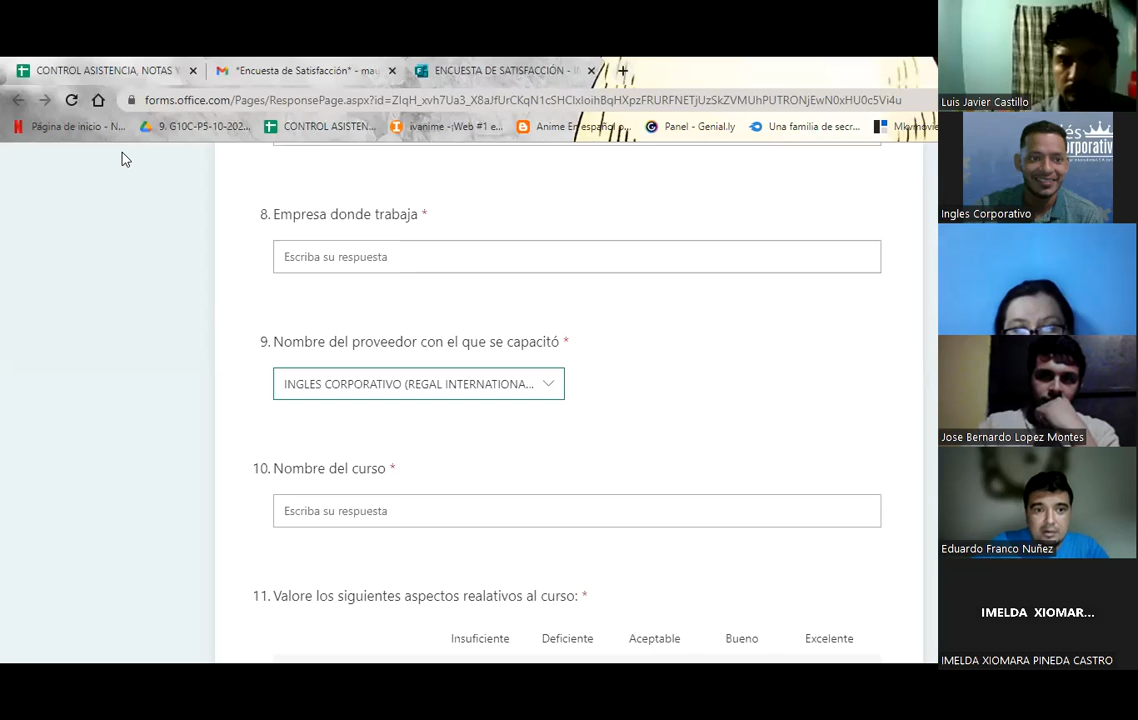 CONTROL ASISTENCIA, NOTAS Y
*Encuesta de Satisfacción* - mau
ENCUESTA DE SATISFACCIÓN - I
forms.office.com/Pages/ResponsePage.aspx?id=ZIqH_xvh7Ua3_X8aJfUrCKqN1cSHClxIoihBqHXpzFRURFNETjUzSkZVMUhPUTRONjEwN0xHU0c5Vi4u
Página de inicio - N...
9. G10C-P5-10-202...
CONTROL ASISTEN...
ivanime - ¡Web #1 e...
Anime En español o...
Panel - Genial.ly
Una familia de secr...
Mkvmovie
8. Empresa donde trabaja *
Escriba su respuesta
9. Nombre del proveedor con el que se capacitó *
INGLES CORPORATIVO (REGAL INTERNATIONA...
10. Nombre del curso *
Escriba su respuesta
11. Valore los siguientes aspectos realativos al curso: *
Insuficiente Deficiente Aceptable Bueno Excelente
Luis Javier Castillo
és
orporativ
Ingles Corporativo
Jose Bernardo Lopez Montes
Eduardo Franco Nuñez
IMELDA XIOMAR...
IMELDA XIOMARA PINEDA CASTRO